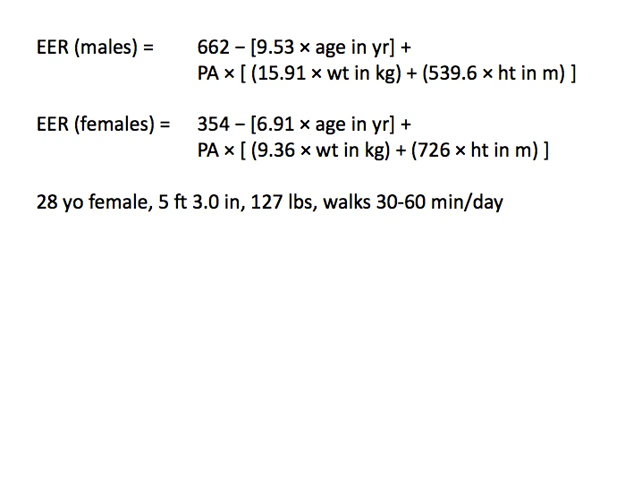 EER (males) = 662 – [9.53 × age in yr] +
PA × [ (15.91 × wt in kg) + (539.6 × ht in m) ]
EER (females) = 354 – [6.91 × age in yr] +
PA × [ (9.36 × wt in kg) + (726 × ht in m) ]
28 yo female, 5 ft 3.0 in, 127 lbs, walks 30-60 min/day